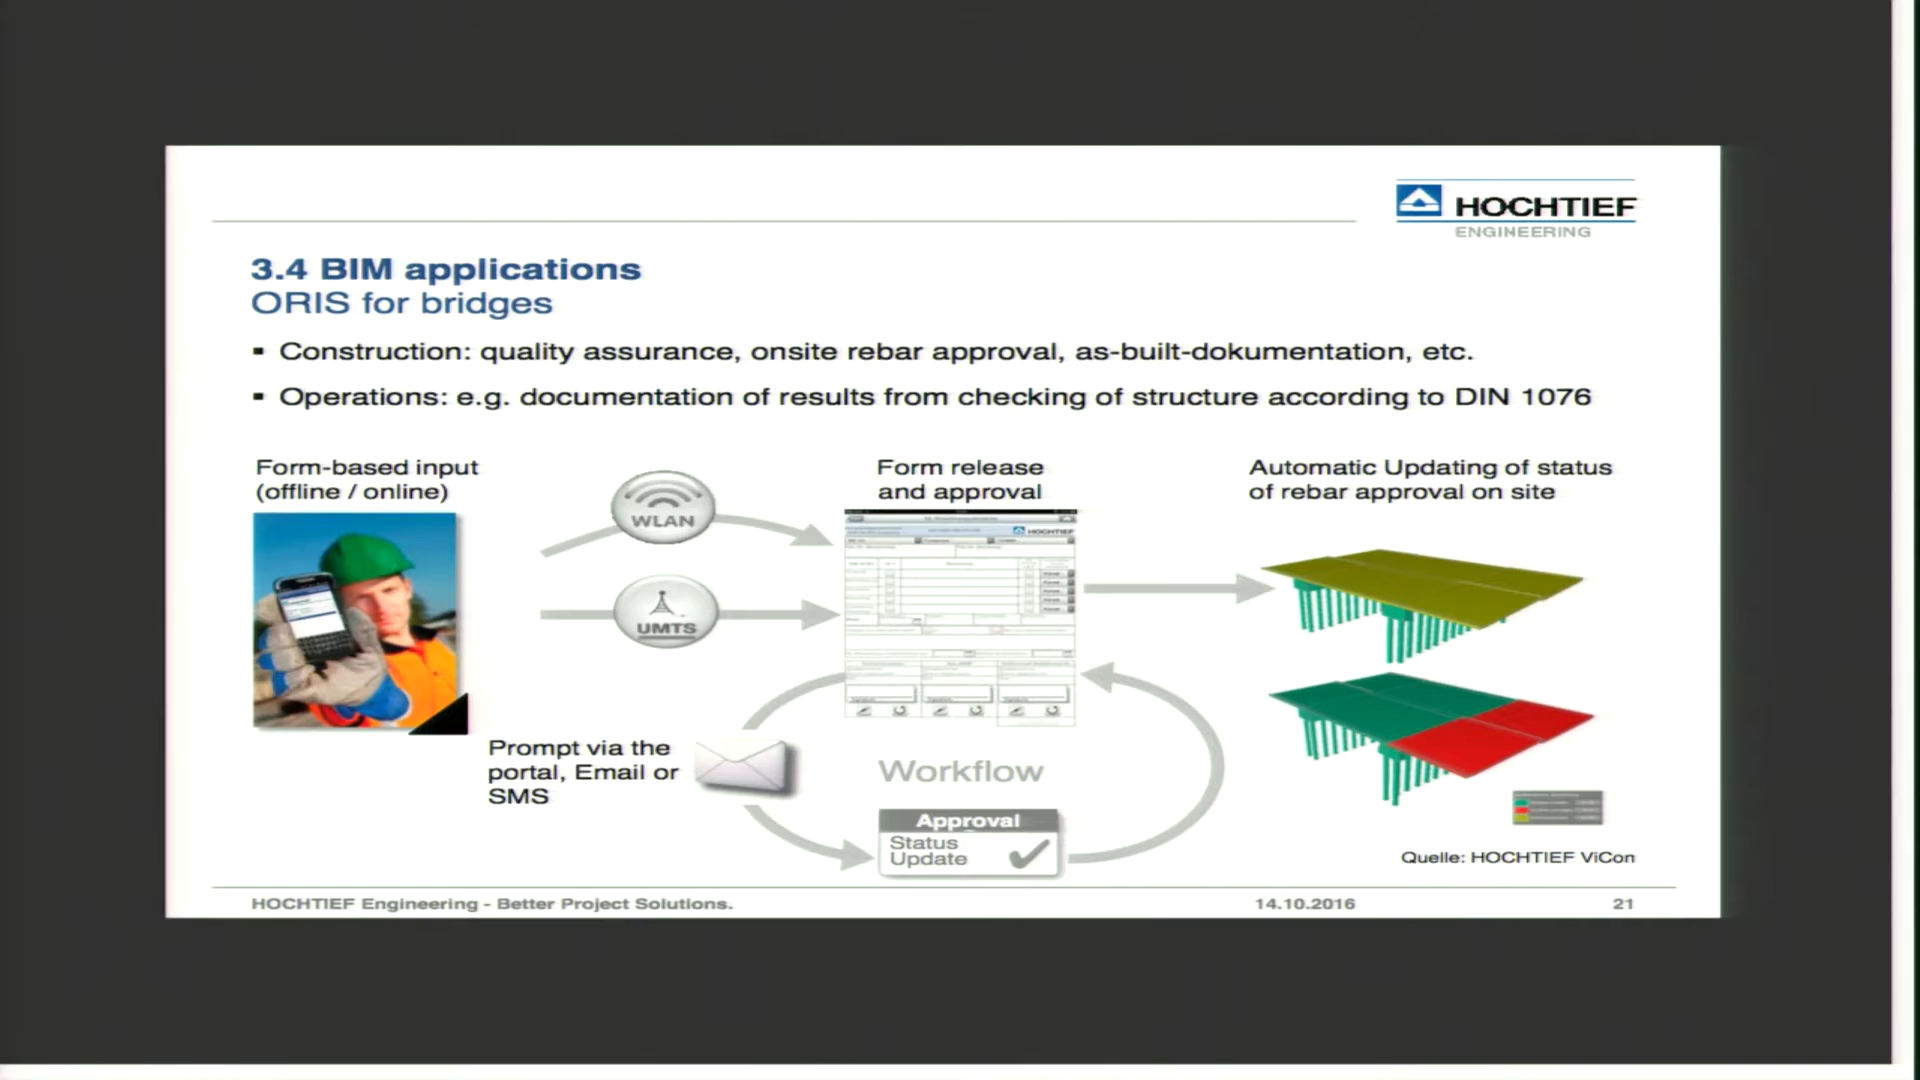 HOCHTIEF
ENGINEERING
3.4 BIM applications
ORIS for bridges
▪ Construction: quality assurance, onsite rebar approval, as-built-dokumentation, etc.
▪ Operations: e.g. documentation of results from checking of structure according to DIN 1076
Form-based input
(offline / online)
WLAN
UMTS
Form release
and approval
HOCHTIEF
Automatic Updating of status
of rebar approval on site
Prompt via the
portal, Email or
SMS
Workflow
Approval
Status
Update
Quelle: HOCHTIEF ViCon
HOCHTIEF Engineering - Better Project Solutions.
14.10.2016
21